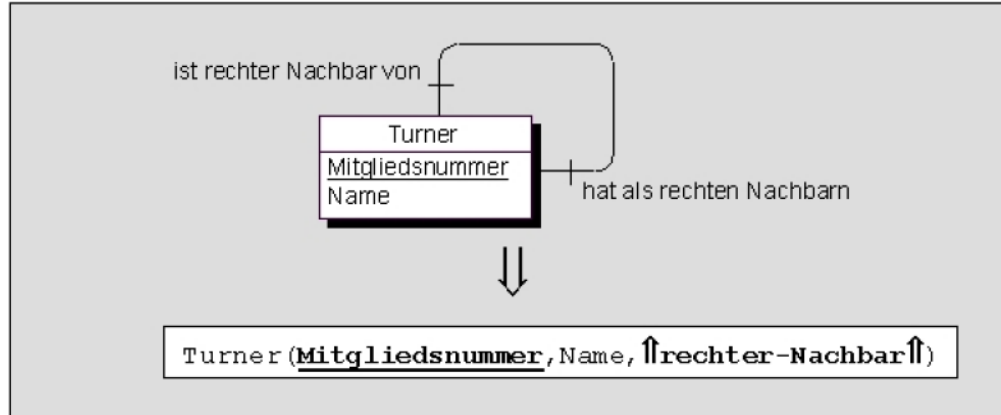 ist rechter Nachbar von
Turner
Mitgliedsnummer
Name
hat als rechten Nachbarn
Turner(Mitgliedsnummer,Name,⇑rechter-Nachbar⇑)